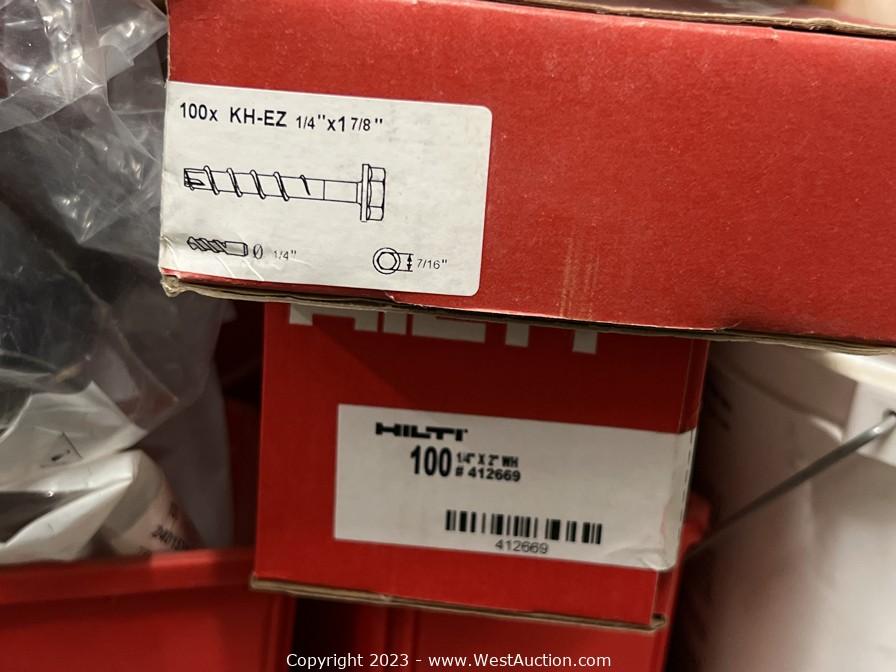 100x KH-EZ 1/4"x1 7/8"
Ø 1/4"
7/16"
HILTI
HILTI
100 1/4" X 2" WH
# 412669
412669
Copyright 2023 - www.WestAuction.com